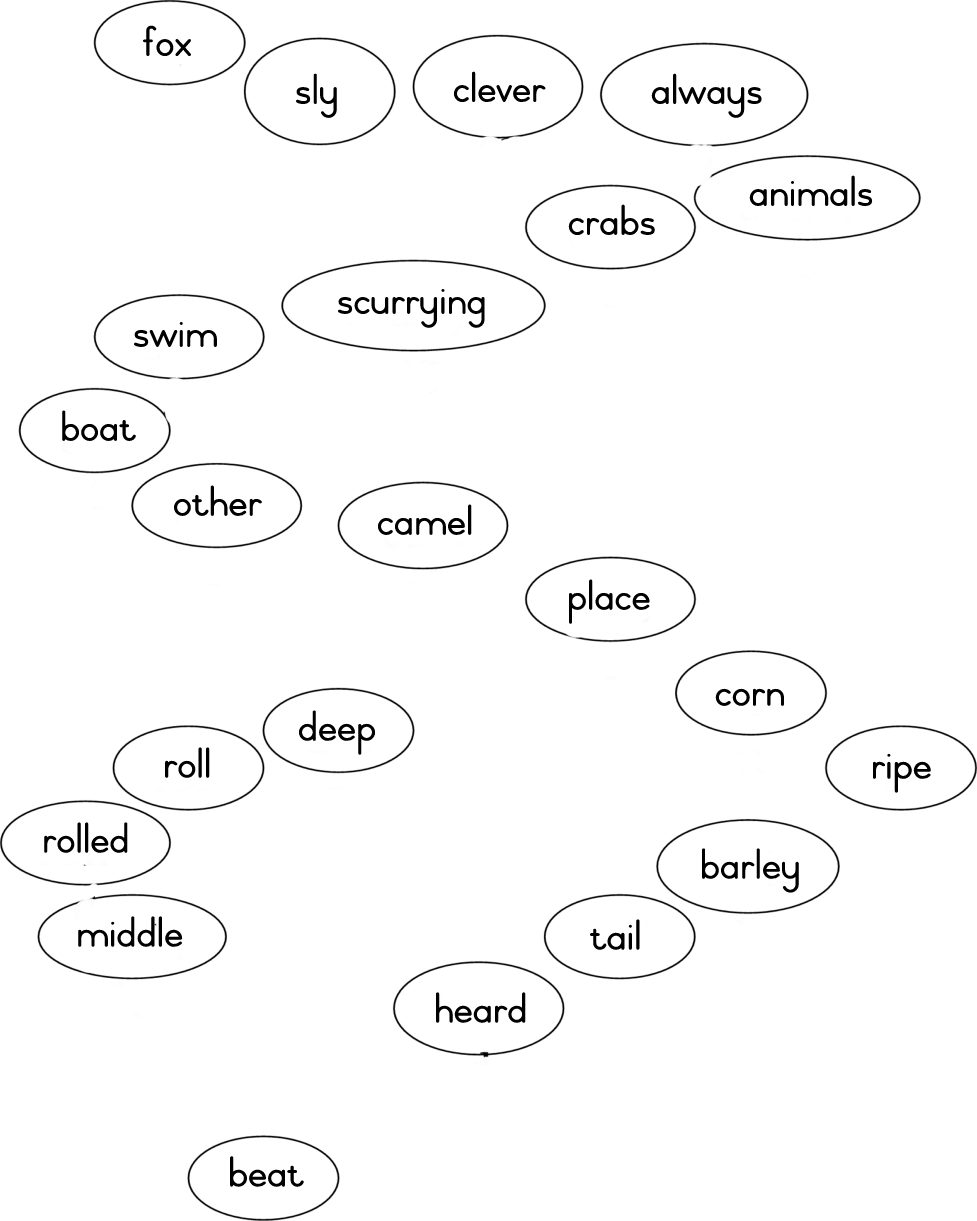 fox
sly
clever
always
animals
crabs
scurrying
swim
boat
other
camel
place
corn
ripe
barley
tail
heard
deep
roll
rolled
middle
beat